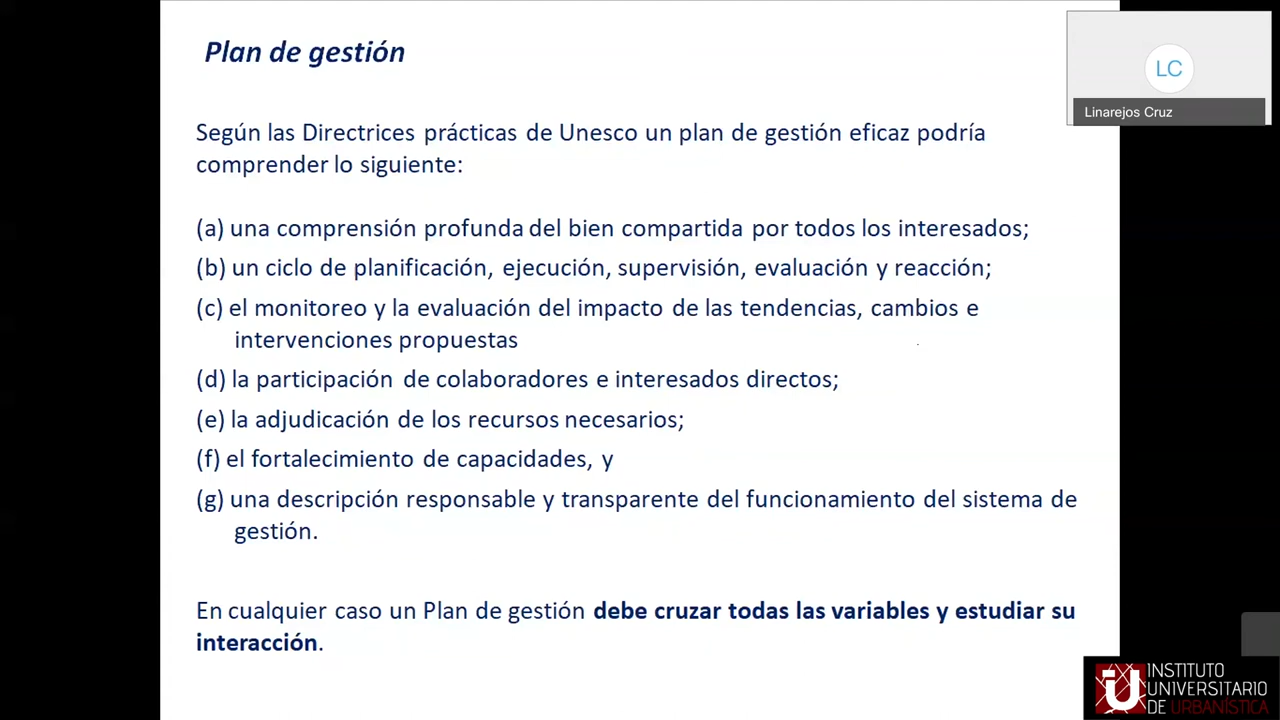 Plan de gestión
LC
Linarejos Cruz
Según las Directrices prácticas de Unesco un plan de gestión eficaz podría
comprender lo siguiente:
(a) una comprensión profunda del bien compartida por todos los interesados;
(b) un ciclo de planificación, ejecución, supervisión, evaluación y reacción;
(c) el monitoreo y la evaluación del impacto de las tendencias, cambios e
intervenciones propuestas
(d) la participación de colaboradores e interesados directos;
(e) la adjudicación de los recursos necesarios;
(f) el fortalecimiento de capacidades, y
(g) una descripción responsable y transparente del funcionamiento del sistema de
gestión.
En cualquier caso un Plan de gestión debe cruzar todas las variables y estudiar su
interacción.
iU
INSTITUTO
UNIVERSITARIO
DE URBANÍSTICA